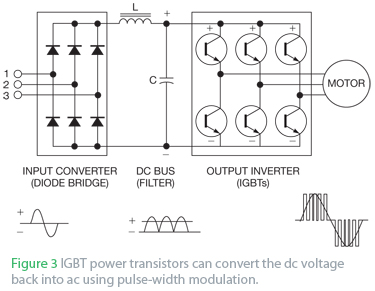 L
+
+
+
+
1
2
3
C
MOTOR
−
−
−
−
INPUT CONVERTER
(DIODE BRIDGE)
DC BUS
(FILTER)
OUTPUT INVERTER
(IGBTs)
+
−
+
−
Figure 3 IGBT power transistors can convert the dc voltage
back into ac using pulse-width modulation.